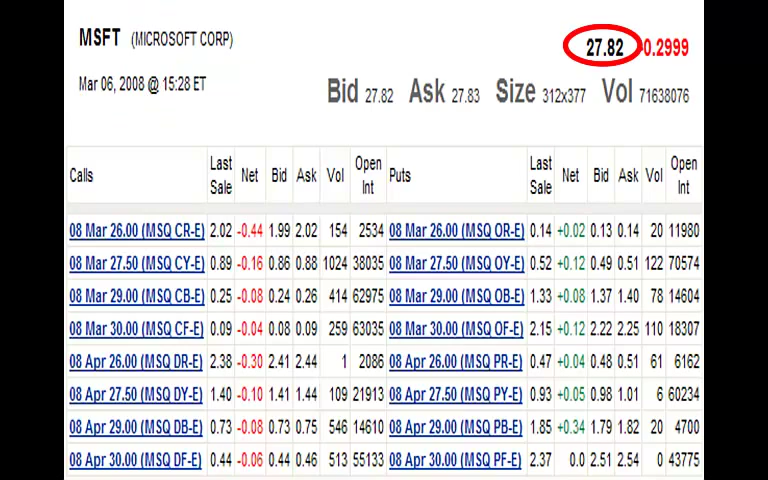 MSFT (MICROSOFT CORP) 27.82 -0.2999
Mar 06, 2008 @ 15:28 ET Bid 27.82 Ask 27.83 Size 312x377 Vol 71638076
Calls Last Sale Net Bid Ask Vol Open Int Puts Last Sale Net Bid Ask Vol Open Int
08 Mar 26.00 (MSQ CR-E) 2.02 -0.44 1.99 2.02 154 2534 08 Mar 26.00 (MSQ OR-E) 0.14 +0.02 0.13 0.14 20 11980
08 Mar 27.50 (MSQ CY-E) 0.89 -0.16 0.86 0.88 1024 38035 08 Mar 27.50 (MSQ OY-E) 0.52 +0.12 0.49 0.51 122 70574
08 Mar 29.00 (MSQ CB-E) 0.25 -0.08 0.24 0.26 414 62975 08 Mar 29.00 (MSQ OB-E) 1.33 +0.08 1.37 1.40 78 14604
08 Mar 30.00 (MSQ CF-E) 0.09 -0.04 0.08 0.09 259 63035 08 Mar 30.00 (MSQ OF-E) 2.15 +0.12 2.22 2.25 110 18307
08 Apr 26.00 (MSQ DR-E) 2.38 -0.30 2.41 2.44 1 2086 08 Apr 26.00 (MSQ PR-E) 0.47 +0.04 0.48 0.51 61 6162
08 Apr 27.50 (MSQ DY-E) 1.40 -0.10 1.41 1.44 109 21913 08 Apr 27.50 (MSQ PY-E) 0.93 +0.05 0.98 1.01 6 60234
08 Apr 29.00 (MSQ DB-E) 0.73 -0.08 0.73 0.75 546 14610 08 Apr 29.00 (MSQ PB-E) 1.85 +0.34 1.79 1.82 20 4700
08 Apr 30.00 (MSQ DF-E) 0.44 -0.06 0.44 0.46 513 55133 08 Apr 30.00 (MSQ PF-E) 2.37 0.0 2.51 2.54 0 43775